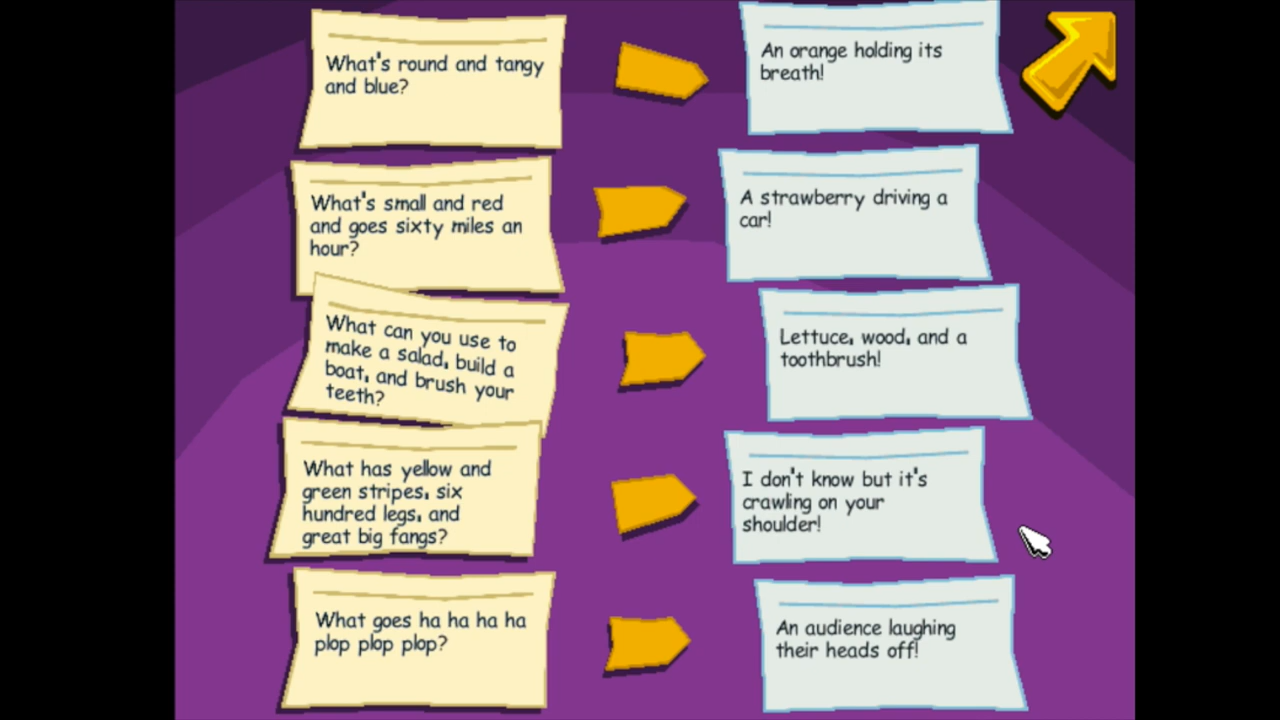 What's round and tangy
and blue?
An orange holding its
breath!
What's small and red
and goes sixty miles an
hour?
A strawberry driving a
car!
What can you use to
make a salad, build a
boat, and brush your
teeth?
Lettuce, wood, and a
toothbrush!
What has yellow and
green stripes, six
hundred legs, and
great big fangs?
I don't know but it's
crawling on your
shoulder!
What goes ha ha ha ha
plop plop plop?
An audience laughing
their heads off!